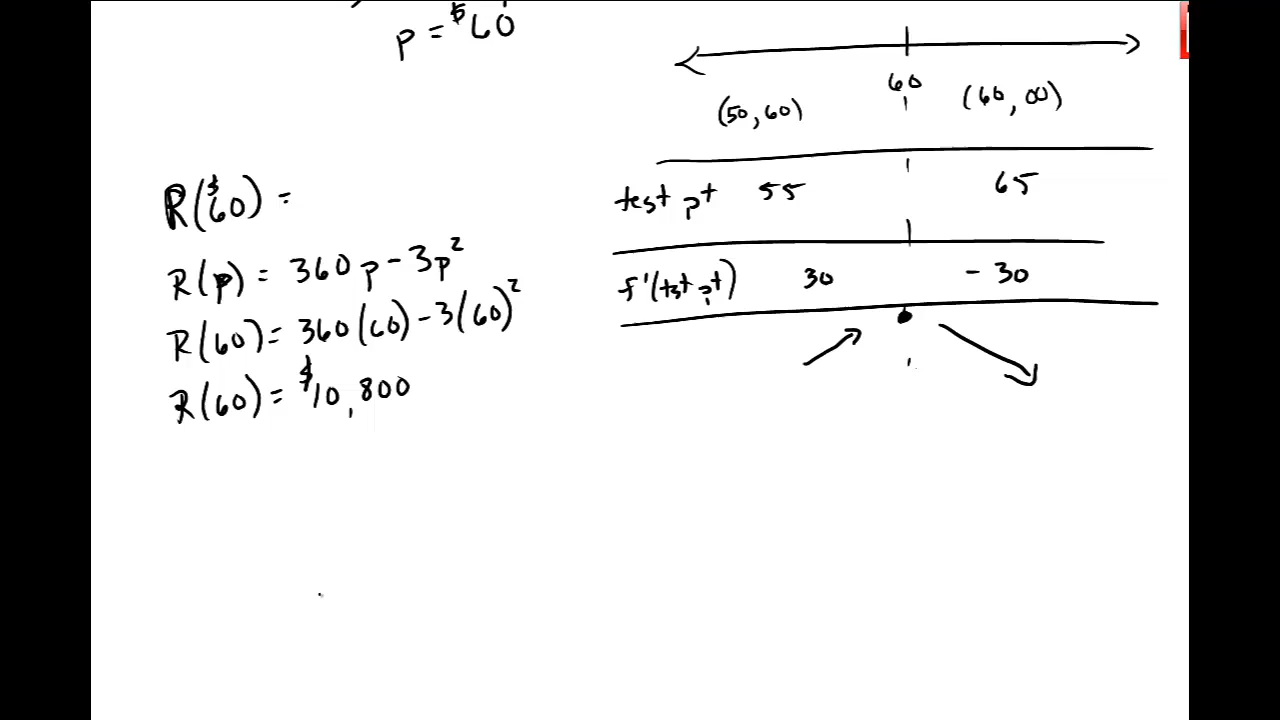 p = $60
60
(50, 60) (60, ∞)
test pt 55 65
f'(tst pt) 30 - 30
R($60) =
R(p) = 360p - 3p²
R(60) = 360(60) - 3(60)²
R(60) = $10,800